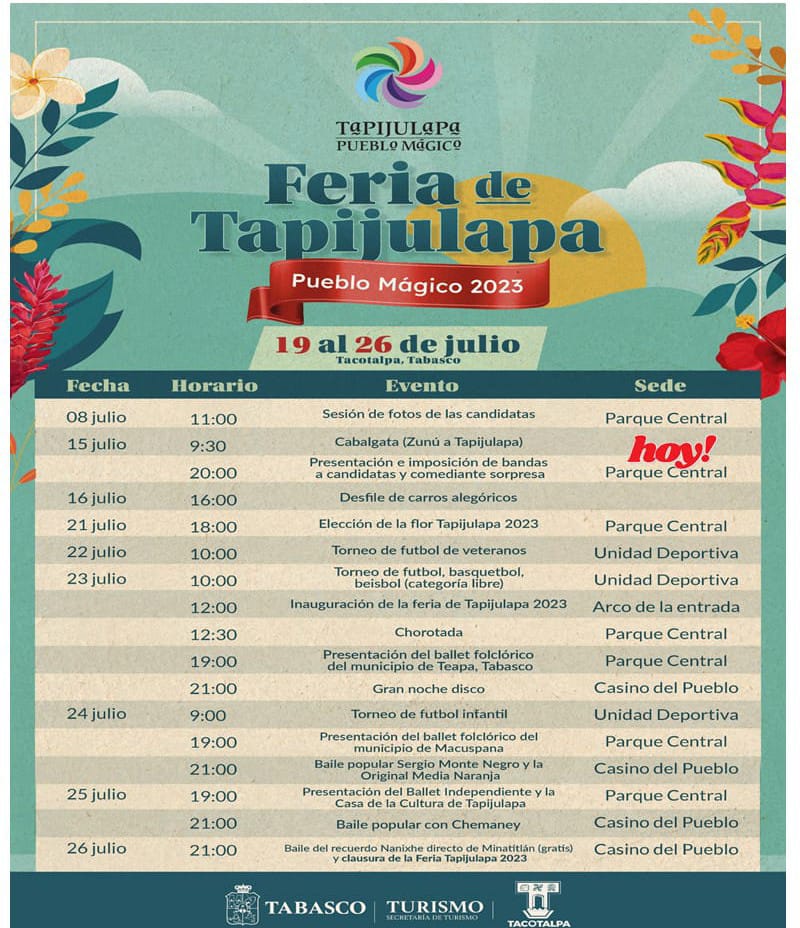 TaPIJULaPa
PUEBLo MáGICo
Feria de
Tapijulapa
Pueblo Mágico 2023
19 al 26 de julio
Tacotalpa, Tabasco
Fecha Horario Evento Sede
08 julio 11:00 Sesión de fotos de las candidatas Parque Central
15 julio 9:30 Cabalgata (Zunú a Tapijulapa) hoy!
20:00 Presentación e imposición de bandas
a candidatas y comediante sorpresa Parque Central
16 julio 16:00 Desfile de carros alegóricos
21 julio 18:00 Elección de la flor Tapijulapa 2023 Parque Central
22 julio 10:00 Torneo de futbol de veteranos Unidad Deportiva
23 julio 10:00 Torneo de futbol, basquetbol,
beisbol (categoría libre) Unidad Deportiva
12:00 Inauguración de la feria de Tapijulapa 2023 Arco de la entrada
12:30 Chorotada Parque Central
19:00 Presentación del ballet folclórico
del municipio de Teapa, Tabasco Parque Central
21:00 Gran noche disco Casino del Pueblo
24 julio 9:00 Torneo de futbol infantil Unidad Deportiva
19:00 Presentación del ballet folclórico del
municipio de Macuspana Parque Central
21:00 Baile popular Sergio Monte Negro y la
Original Media Naranja Casino del Pueblo
25 julio 19:00 Presentación del Ballet Independiente y la
Casa de la Cultura de Tapijulapa Parque Central
21:00 Baile popular con Chemaney Casino del Pueblo
26 julio 21:00 Baile del recuerdo Nanixhe directo de Minatitlán (gratis)
y clausura de la Feria Tapijulapa 2023 Casino del Pueblo
TABASCO TURISMO
SECRETARÍA DE TURISMO
TACOTALPA